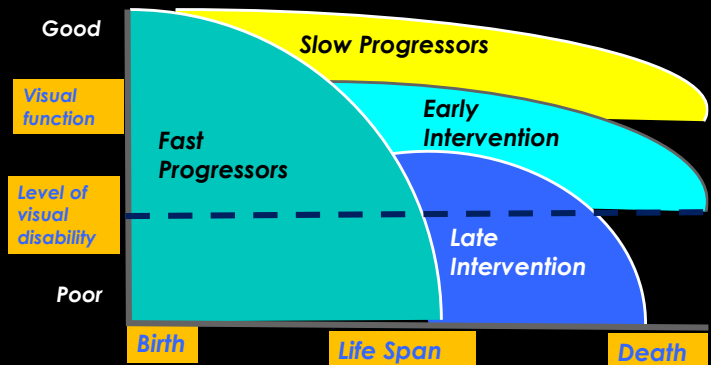 Good
Slow Progressors
Visual
function
Early
Intervention
Fast
Progressors
Level of
visual
disability
Late
Intervention
Poor
Birth
Life Span
Death